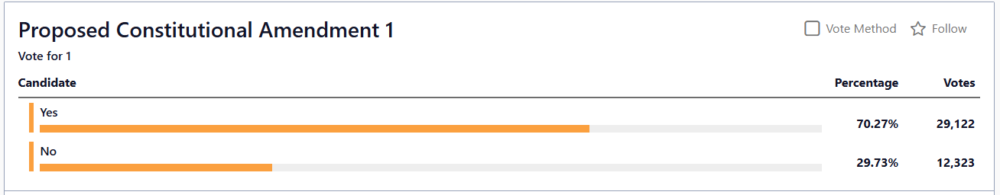 Proposed Constitutional Amendment 1
Vote Method
Follow
Vote for 1
Candidate Percentage Votes
Yes
70.27% 29,122
No
29.73% 12,323